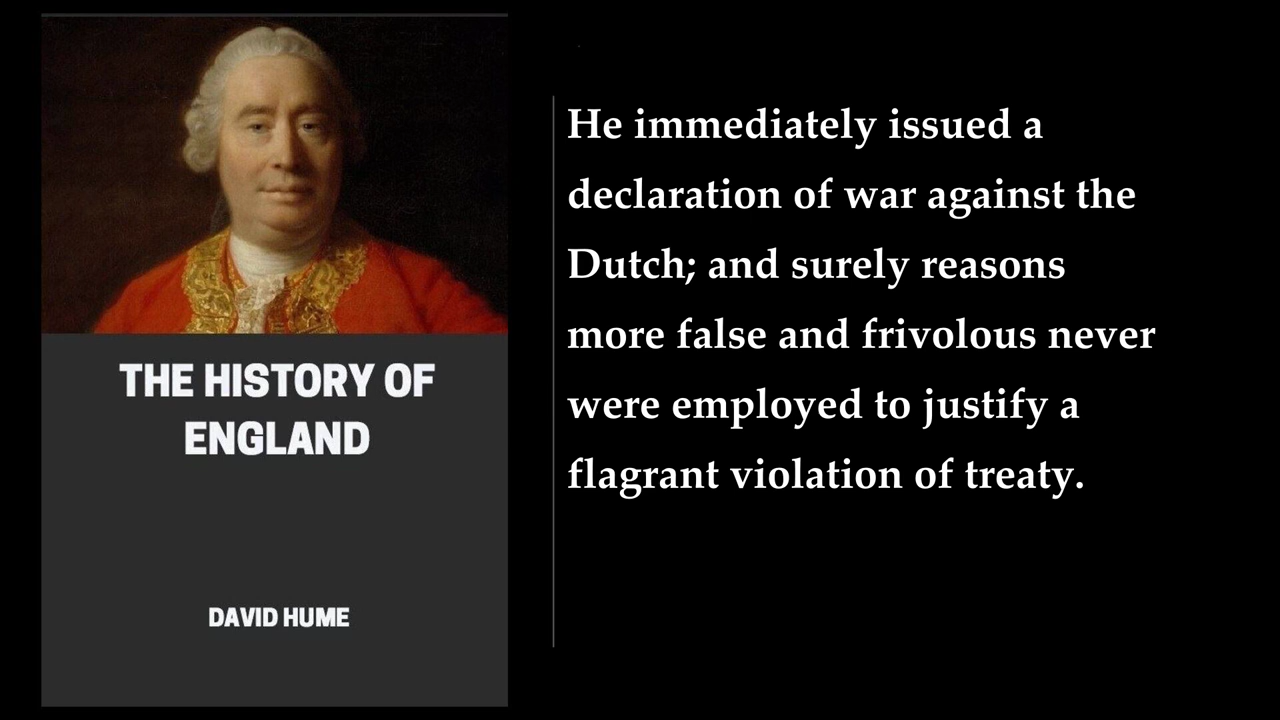 THE HISTORY OF
ENGLAND
DAVID HUME
He immediately issued a
declaration of war against the
Dutch; and surely reasons
more false and frivolous never
were employed to justify a
flagrant violation of treaty.